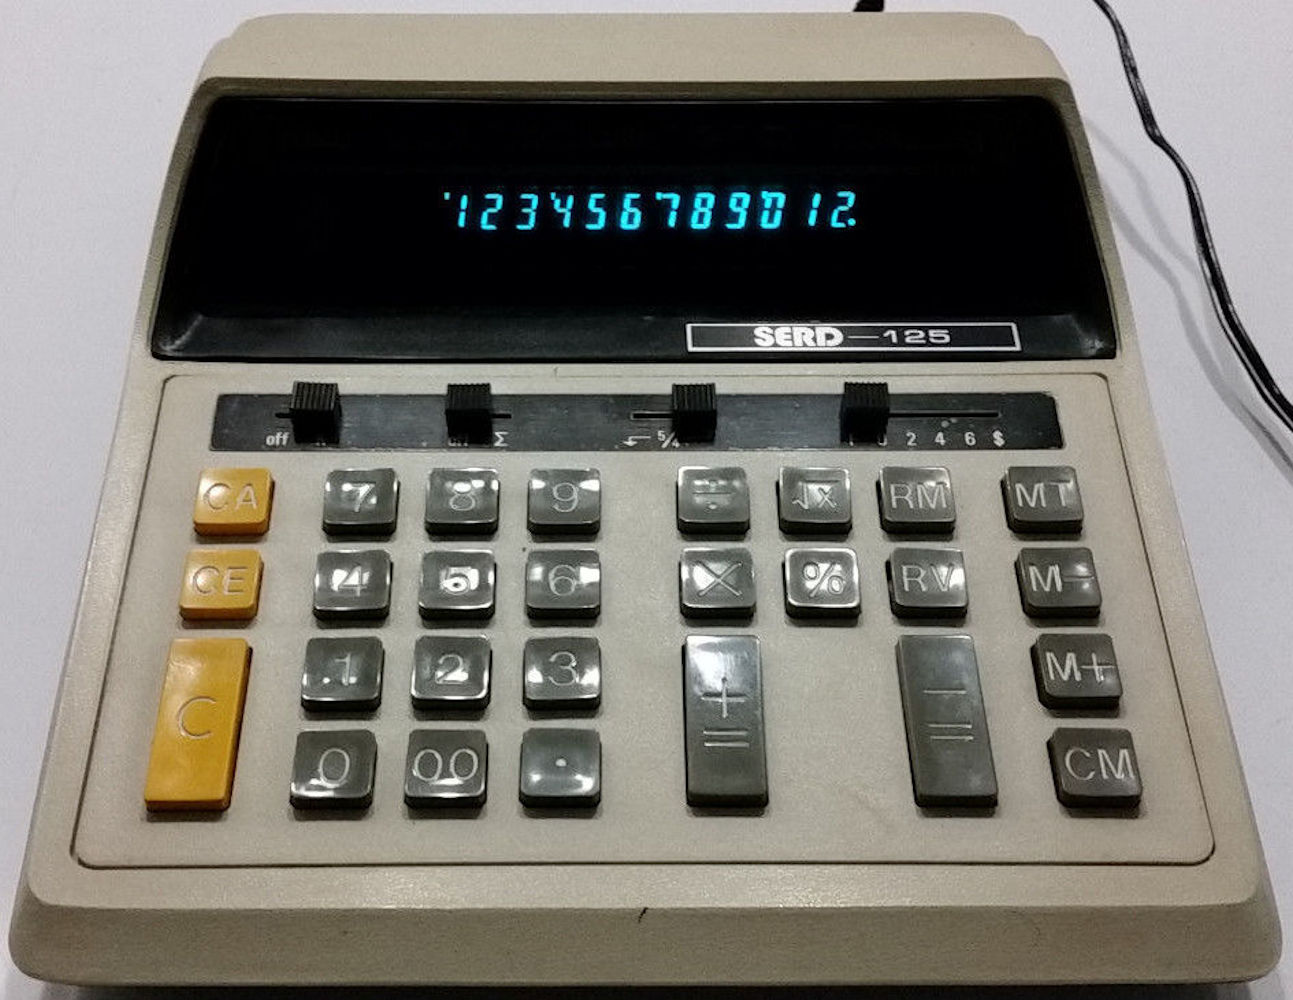 123456789012.
SERD-125
off Σ 5/4 2 4 6 $
CA 7 8 9 ÷ √x RM MT
CE 4 5 6 × % RV M−
C 1 2 3 + = − = M+
0 00 . CM